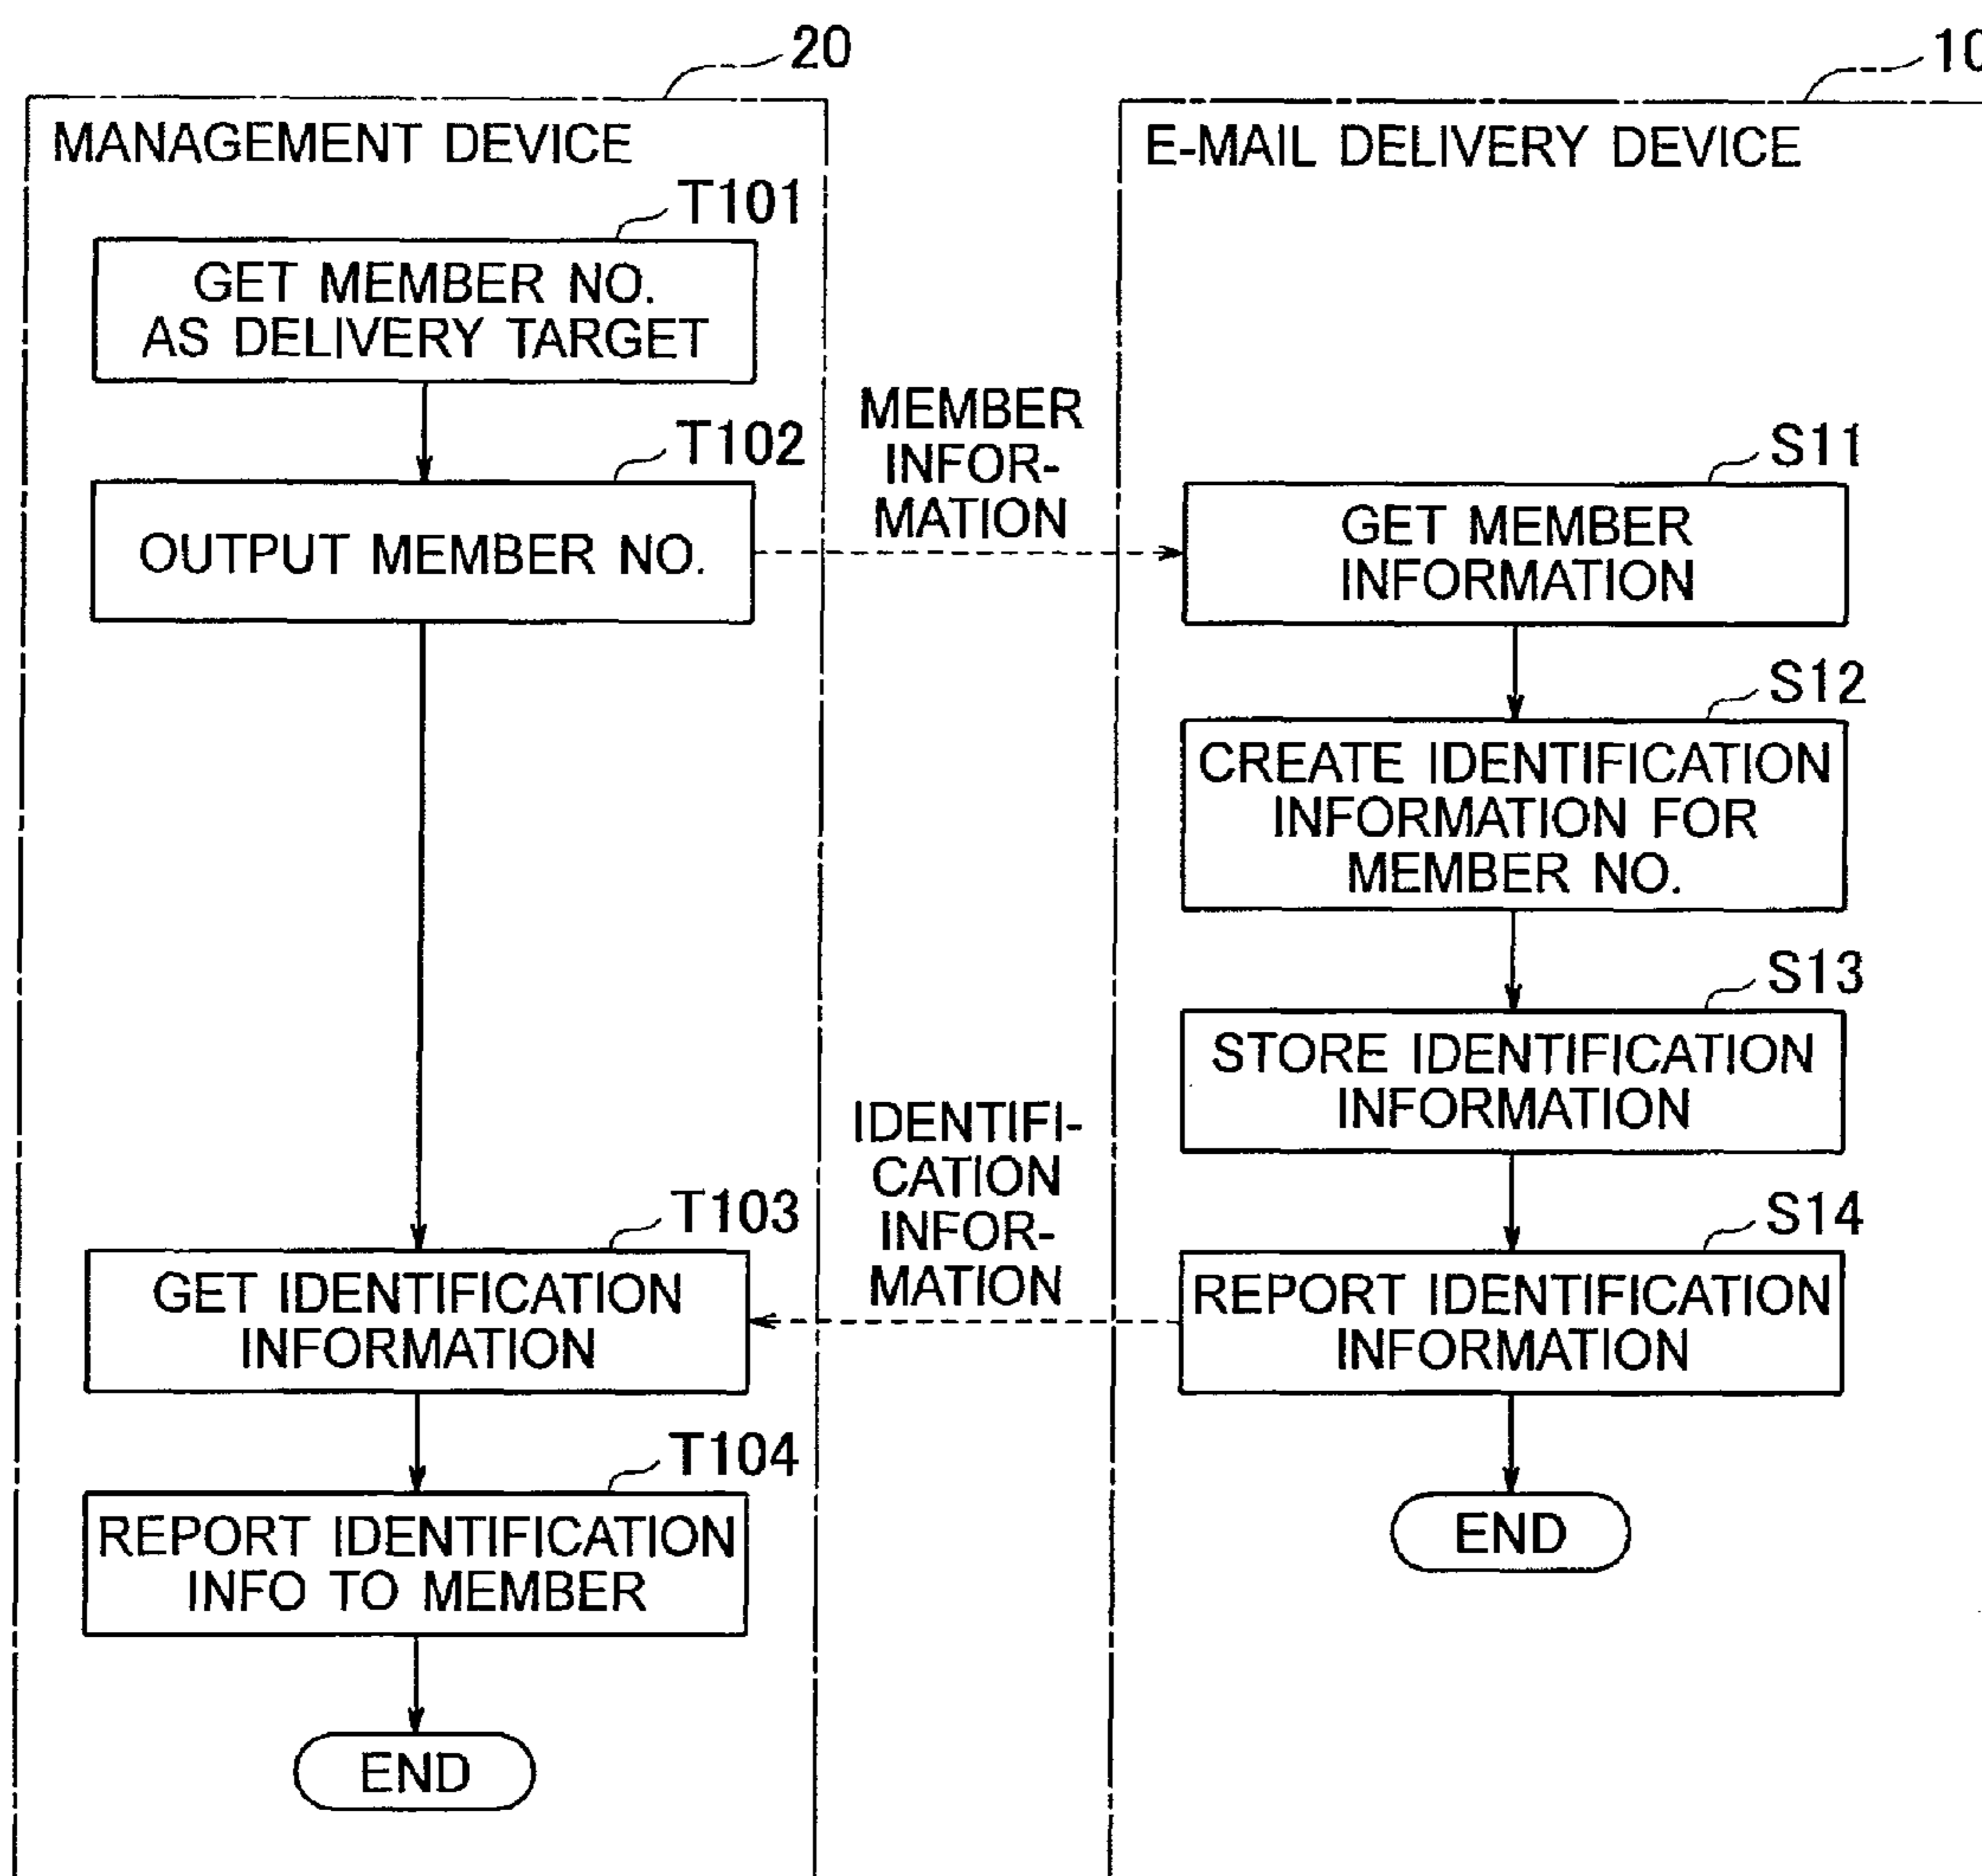 20
MANAGEMENT DEVICE
T101
GET MEMBER NO.
AS DELIVERY TARGET
T102
OUTPUT MEMBER NO.
MEMBER
INFOR-
MATION
10
E-MAIL DELIVERY DEVICE
S11
GET MEMBER
INFORMATION
S12
CREATE IDENTIFICATION
INFORMATION FOR
MEMBER NO.
S13
STORE IDENTIFICATION
INFORMATION
S14
REPORT IDENTIFICATION
INFORMATION
END
IDENTIFI-
CATION
INFOR-
MATION
T103
GET IDENTIFICATION
INFORMATION
T104
REPORT IDENTIFICATION
INFO TO MEMBER
END